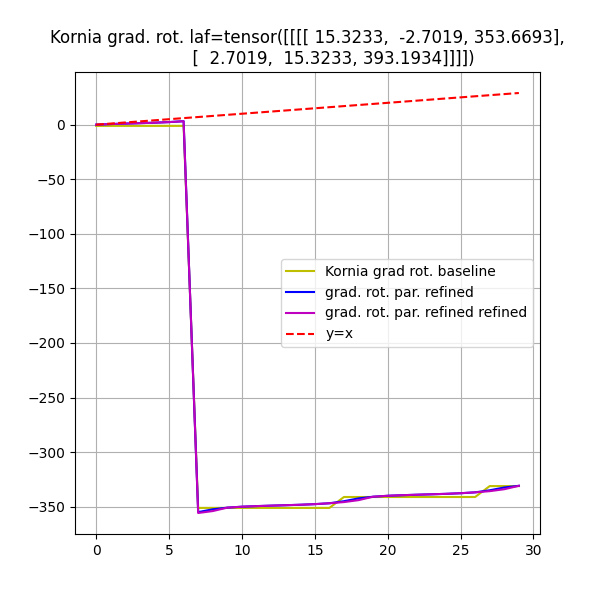 Kornia grad. rot. laf=tensor([[[[ 15.3233,  -2.7019, 353.6693],
[  2.7019,  15.3233, 393.1934]]]])
0
−50
−100
−150
−200
−250
−300
−350
Kornia grad rot. baseline
grad. rot. par. refined
grad. rot. par. refined refined
y=x
0 5 10 15 20 25 30